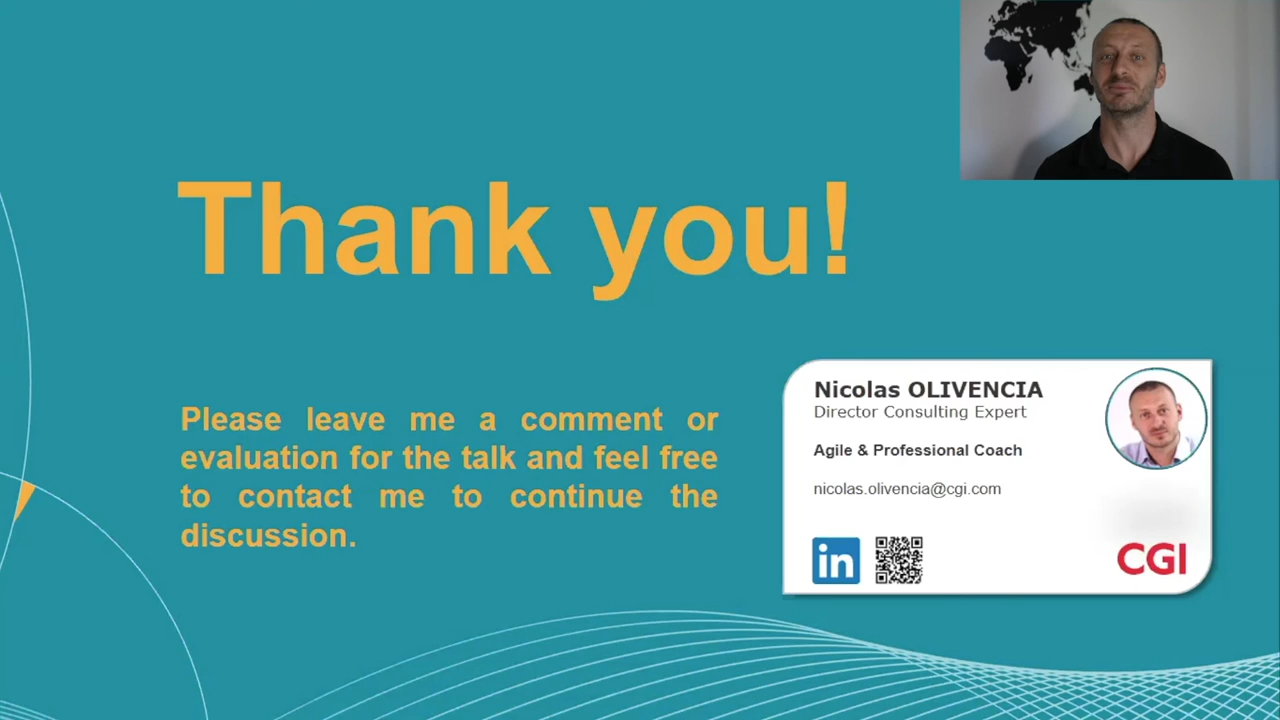 Thank you!
Please leave me a comment or
evaluation for the talk and feel free
to contact me to continue the
discussion.
Nicolas OLIVENCIA
Director Consulting Expert
Agile & Professional Coach
nicolas.olivencia@cgi.com
in
CGI